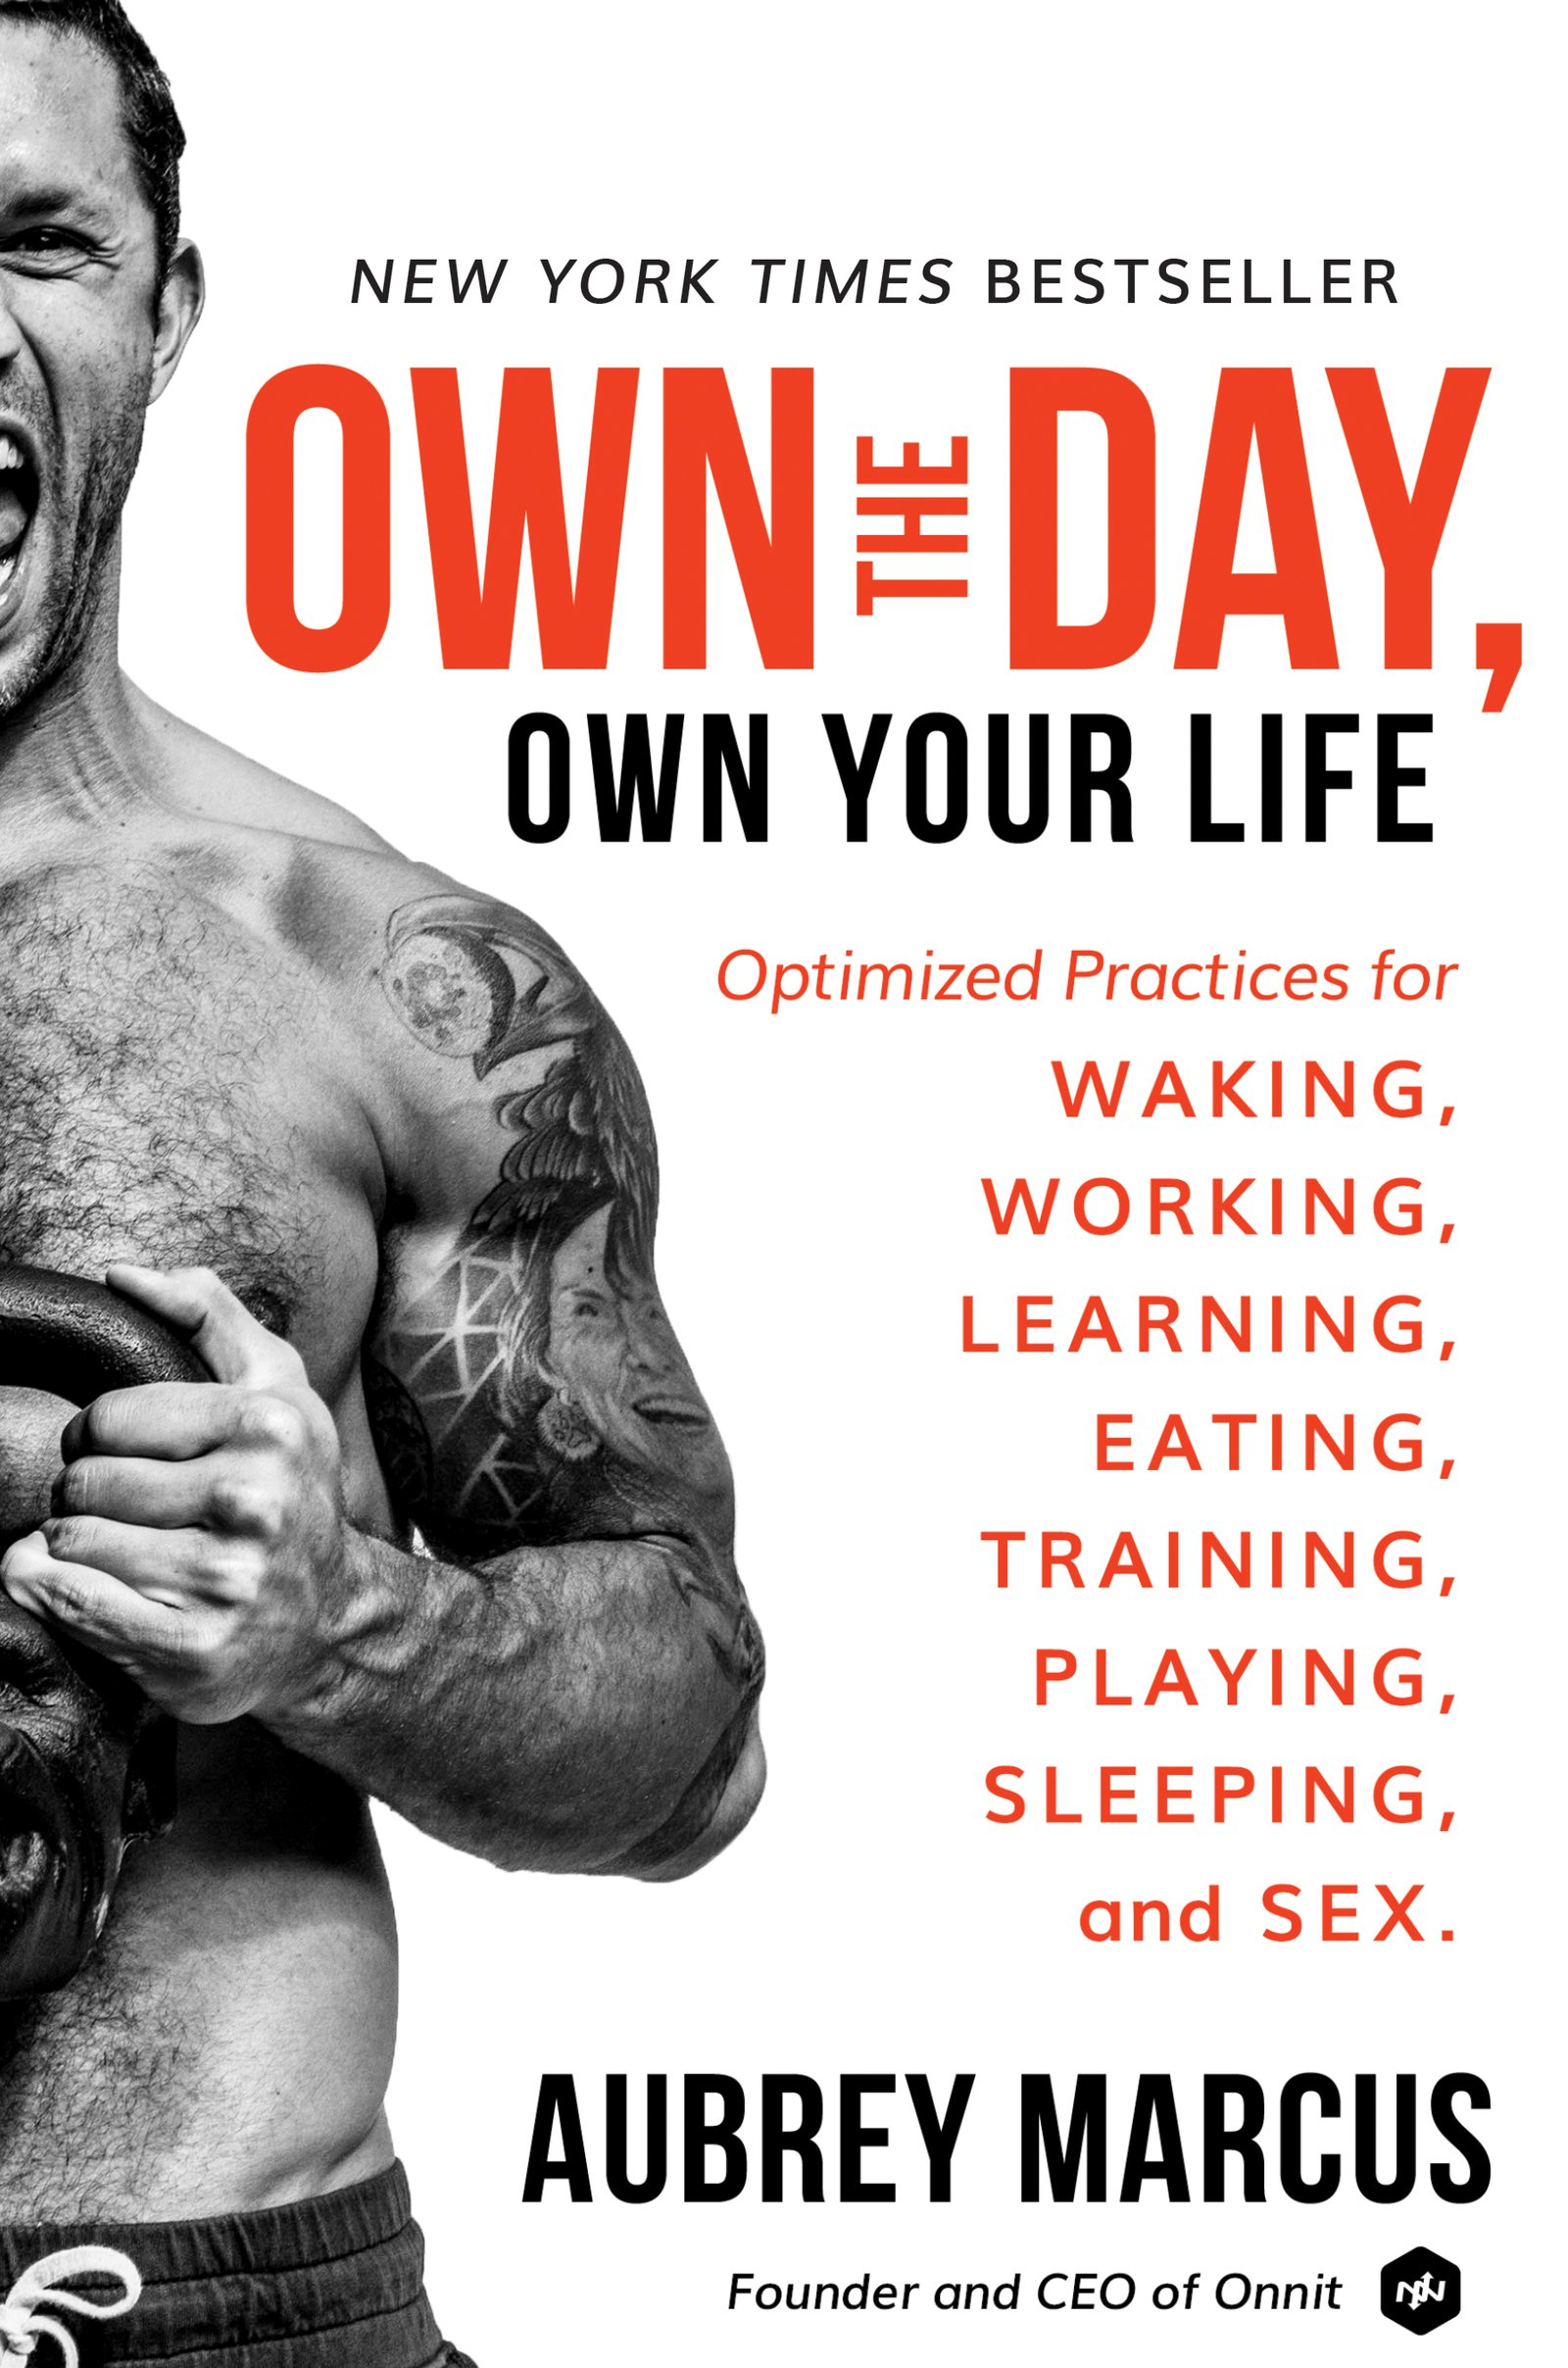 NEW YORK TIMES BESTSELLER
OWN THE DAY,
OWN YOUR LIFE
Optimized Practices for
WAKING,
WORKING,
LEARNING,
EATING,
TRAINING,
PLAYING,
SLEEPING,
and SEX.
AUBREY MARCUS
Founder and CEO of Onnit